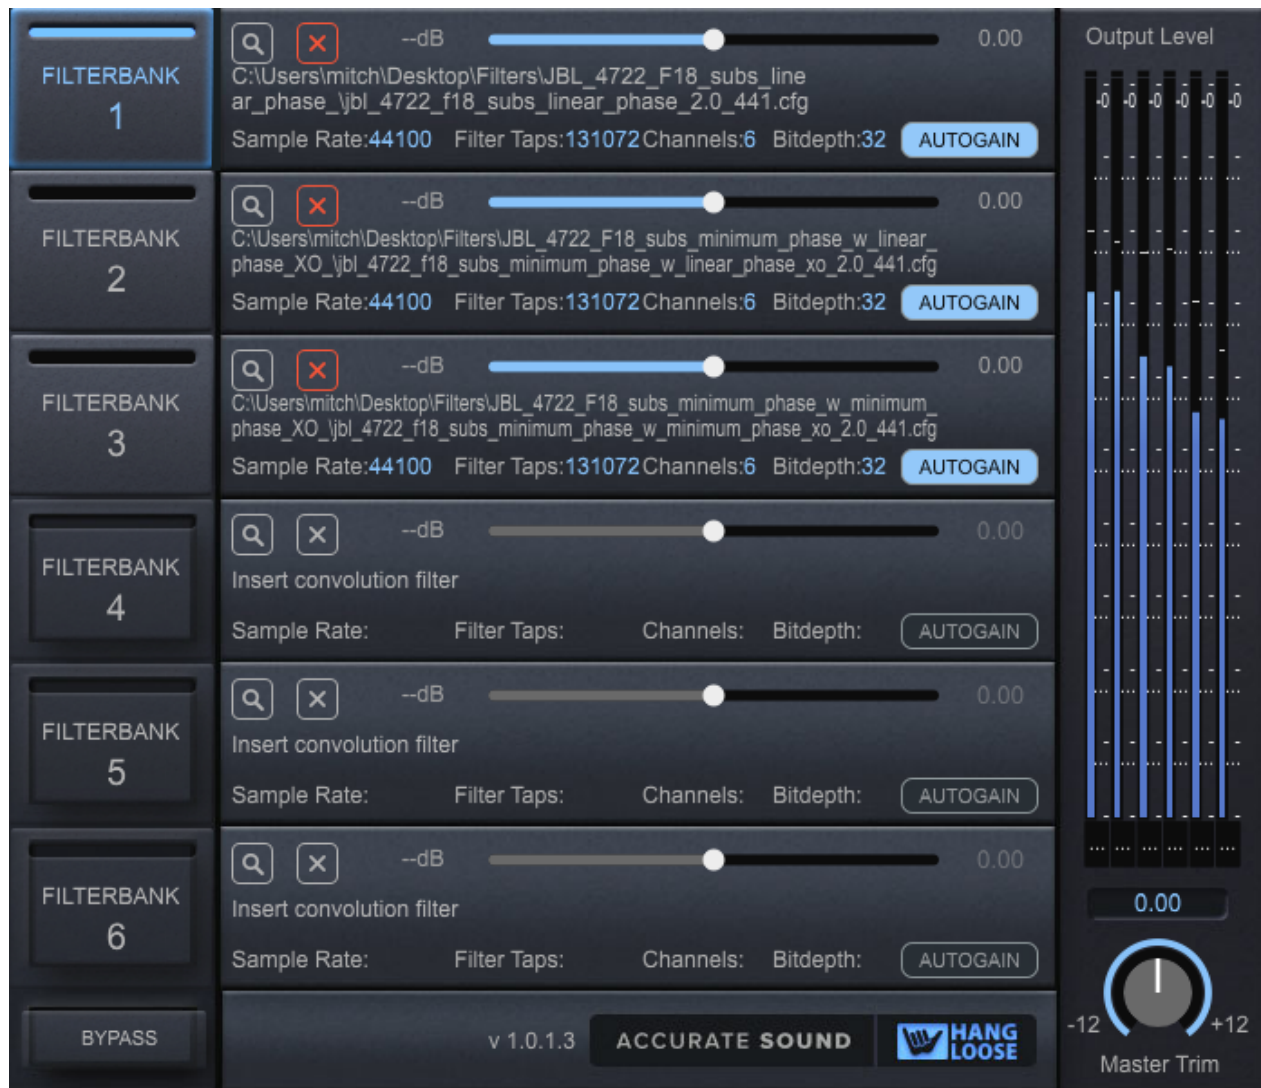 FILTERBANK
1
--dB
0.00
C:\Users\mitch\Desktop\Filters\JBL_4722_F18_subs_line
ar_phase_\jbl_4722_f18_subs_linear_phase_2.0_441.cfg
Sample Rate:44100 Filter Taps:131072 Channels:6 Bitdepth:32 AUTOGAIN
FILTERBANK
2
--dB
0.00
C:\Users\mitch\Desktop\Filters\JBL_4722_F18_subs_minimum_phase_w_linear_
phase_XO_\jbl_4722_f18_subs_minimum_phase_w_linear_phase_xo_2.0_441.cfg
Sample Rate:44100 Filter Taps:131072 Channels:6 Bitdepth:32 AUTOGAIN
FILTERBANK
3
--dB
0.00
C:\Users\mitch\Desktop\Filters\JBL_4722_F18_subs_minimum_phase_w_minimum_
phase_XO_\jbl_4722_f18_subs_minimum_phase_w_minimum_phase_xo_2.0_441.cfg
Sample Rate:44100 Filter Taps:131072 Channels:6 Bitdepth:32 AUTOGAIN
FILTERBANK
4
--dB
0.00
Insert convolution filter
Sample Rate: Filter Taps: Channels: Bitdepth: AUTOGAIN
FILTERBANK
5
--dB
0.00
Insert convolution filter
Sample Rate: Filter Taps: Channels: Bitdepth: AUTOGAIN
FILTERBANK
6
--dB
0.00
Insert convolution filter
Sample Rate: Filter Taps: Channels: Bitdepth: AUTOGAIN
BYPASS
v 1.0.1.3
ACCURATE SOUND
HANG
LOOSE
Output Level
-0 -0 -0 -0 -0 -0
... ... ... ... ... ...
0.00
-12 +12
Master Trim